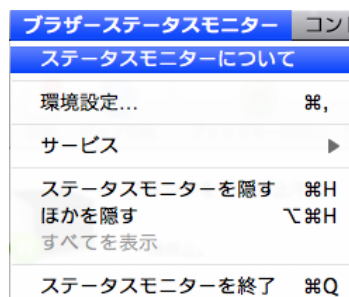 ブラザーステータスモニター コン
ステータスモニターについて
環境設定... ⌘,
サービス ▶
ステータスモニターを隠す ⌘H
ほかを隠す ⌥⌘H
すべてを表示
ステータスモニターを終了 ⌘Q